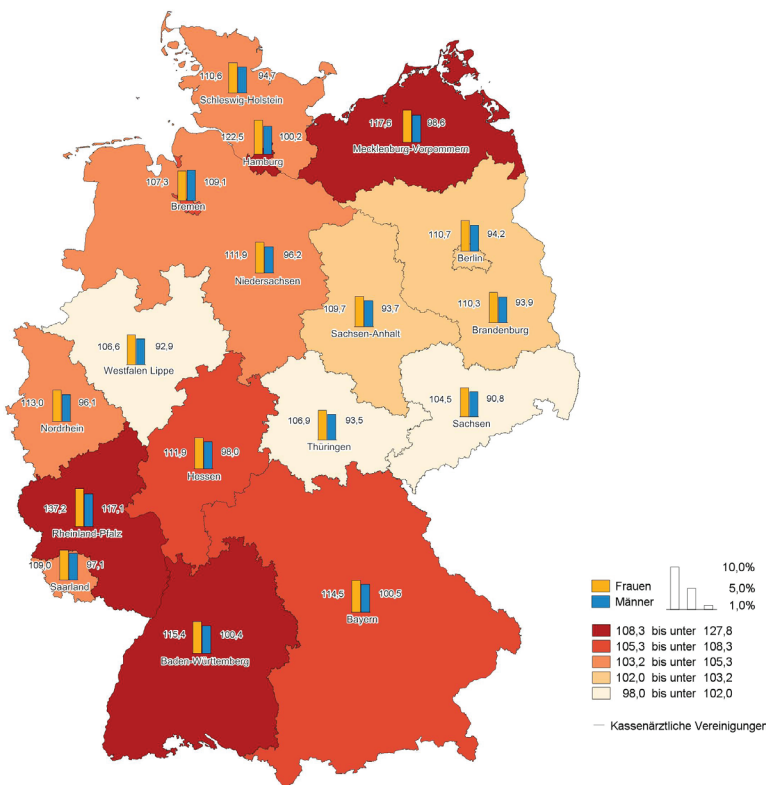 110,6 94,7
Schleswig-Holstein
122,5 100,2
Hamburg
117,6 98,8
Mecklenburg-Vorpommern
107,3 109,1
Bremen
111,9 96,2
Niedersachsen
110,7 94,2
Berlin
109,7 93,7
Sachsen-Anhalt
110,3 93,9
Brandenburg
106,6 92,9
Westfalen Lippe
113,0 96,1
Nordrhein
111,9 98,0
Hessen
106,9 93,5
Thüringen
104,5 90,8
Sachsen
137,2 117,1
Rheinland-Pfalz
109,0 97,1
Saarland
115,4 100,4
Baden-Württemberg
114,5 100,5
Bayern
Frauen
Männer
10,0%
5,0%
1,0%
108,3 bis unter 127,8
105,3 bis unter 108,3
103,2 bis unter 105,3
102,0 bis unter 103,2
98,0 bis unter 102,0
Kassenärztliche Vereinigungen